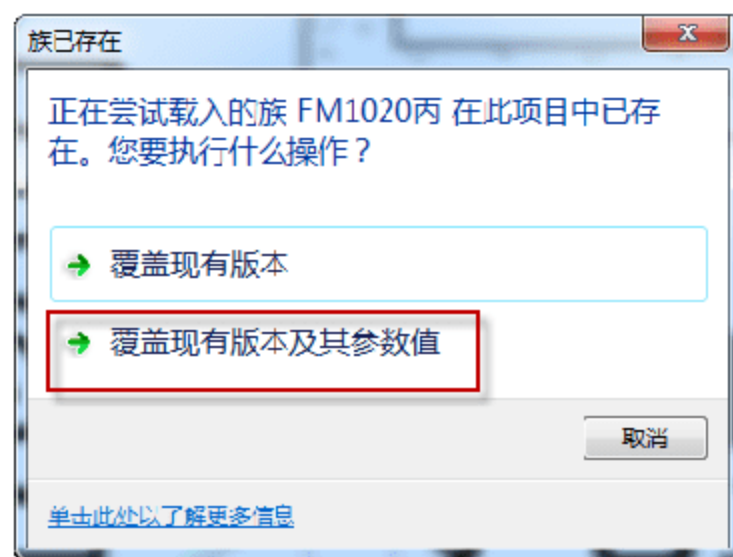 族已存在
正在尝试载入的族 FM1020丙 在此项目中已存
在。您要执行什么操作？
覆盖现有版本
覆盖现有版本及其参数值
取消
单击此处以了解更多信息